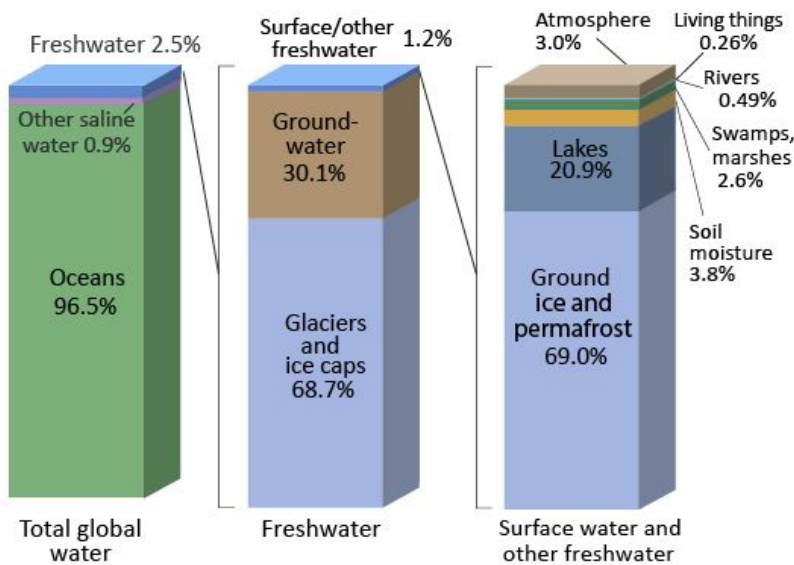 Freshwater 2.5%
Other saline
water 0.9%
Oceans
96.5%
Total global
water
Surface/other
freshwater
1.2%
Ground-
water
30.1%
Glaciers
and
ice caps
68.7%
Freshwater
Atmosphere
3.0%
Living things
0.26%
Rivers
0.49%
Swamps,
marshes
2.6%
Soil
moisture
3.8%
Lakes
20.9%
Ground
ice and
permafrost
69.0%
Surface water and
other freshwater